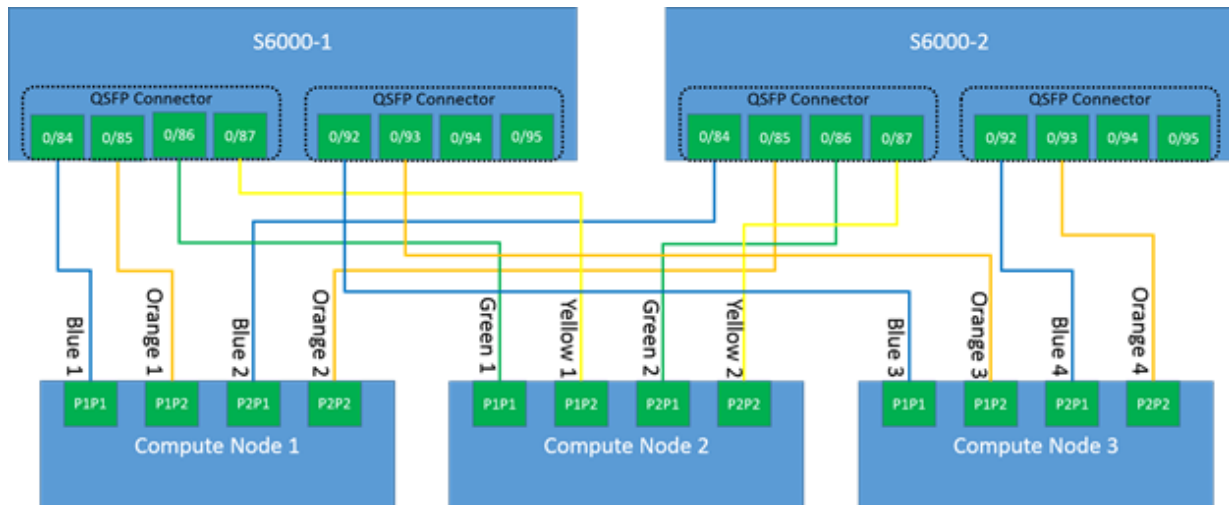 S6000-1
S6000-2
QSFP Connector
QSFP Connector
QSFP Connector
QSFP Connector
0/84 0/85 0/86 0/87 0/92 0/93 0/94 0/95
0/84 0/85 0/86 0/87 0/92 0/93 0/94 0/95
Blue 1
Orange 1
Blue 2
Orange 2
Green 1
Yellow 1
Green 2
Yellow 2
Blue 3
Orange 3
Blue 4
Orange 4
P1P1 P1P2 P2P1 P2P2
Compute Node 1
P1P1 P1P2 P2P1 P2P2
Compute Node 2
P1P1 P1P2 P2P1 P2P2
Compute Node 3